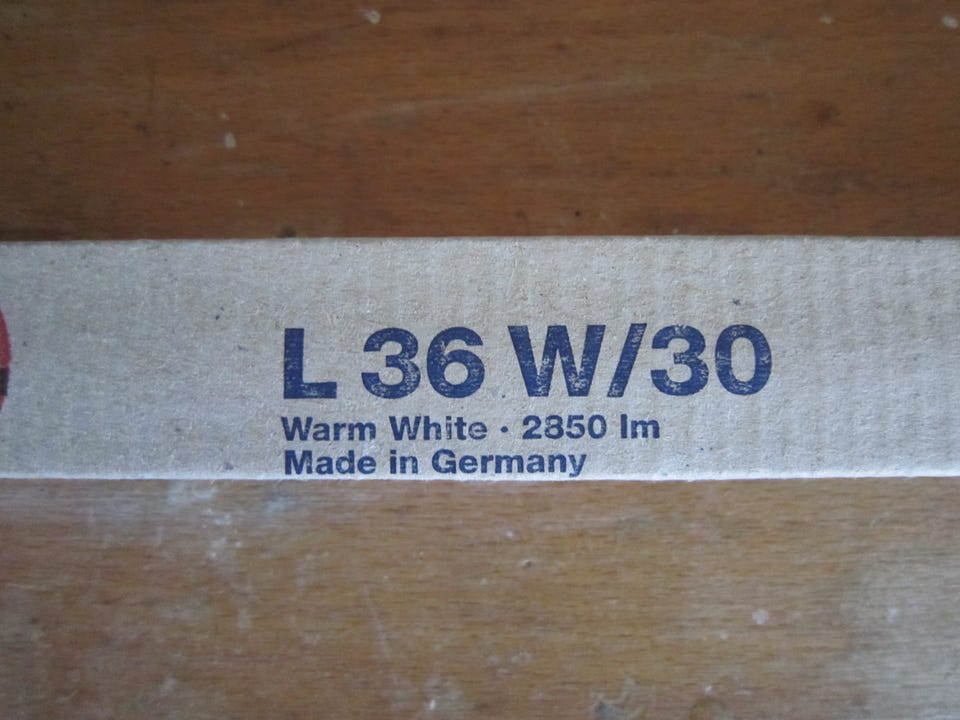 L 36 W/30
Warm White · 2850 lm
Made in Germany